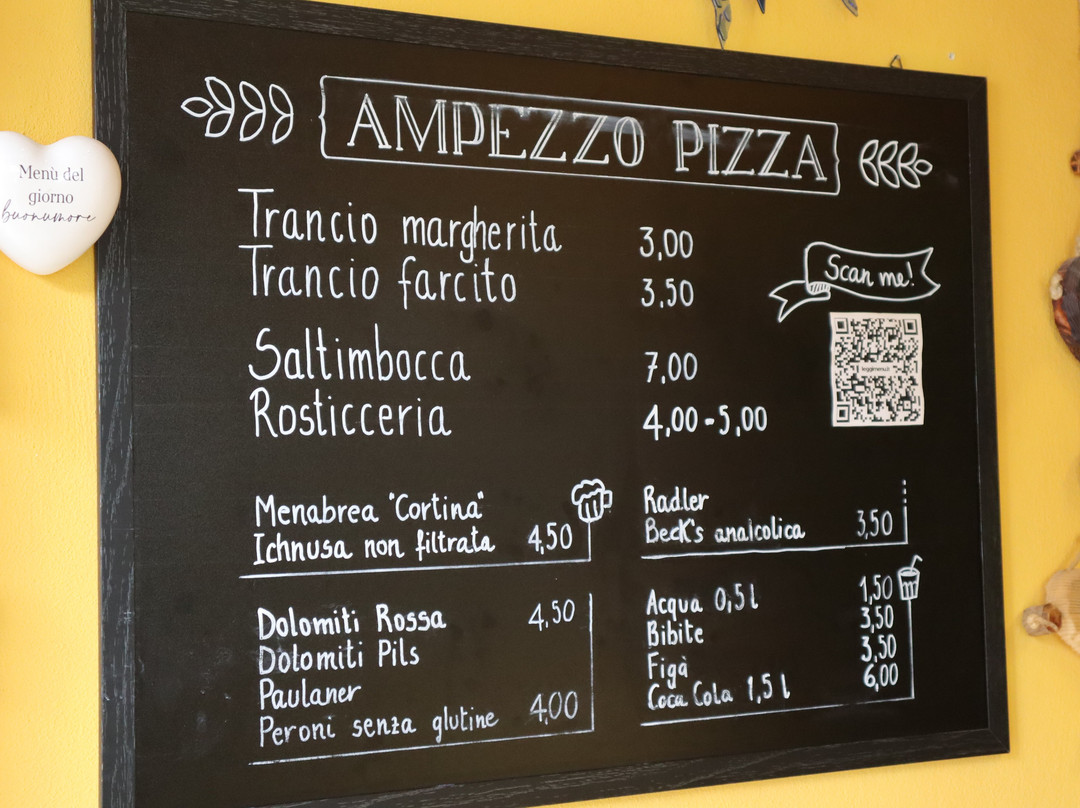 AMPEZZO PIZZA
Menù del
giorno
buonumore
Trancio margherita 3,00
Trancio farcito 3,50
Scan me!
leggimenu.it
Saltimbocca 7,00
Rosticceria 4,00-5,00
Menabrea "Cortina"
Ichnusa non filtrata 4,50
Radler
Beck's analcolica 3,50
Dolomiti Rossa 4,50
Dolomiti Pils
Paulaner
Peroni senza glutine 4,00
Acqua 0,5 l 1,50
Bibite 3,50
Figà 3,50
Coca Cola 1,5 l 6,00